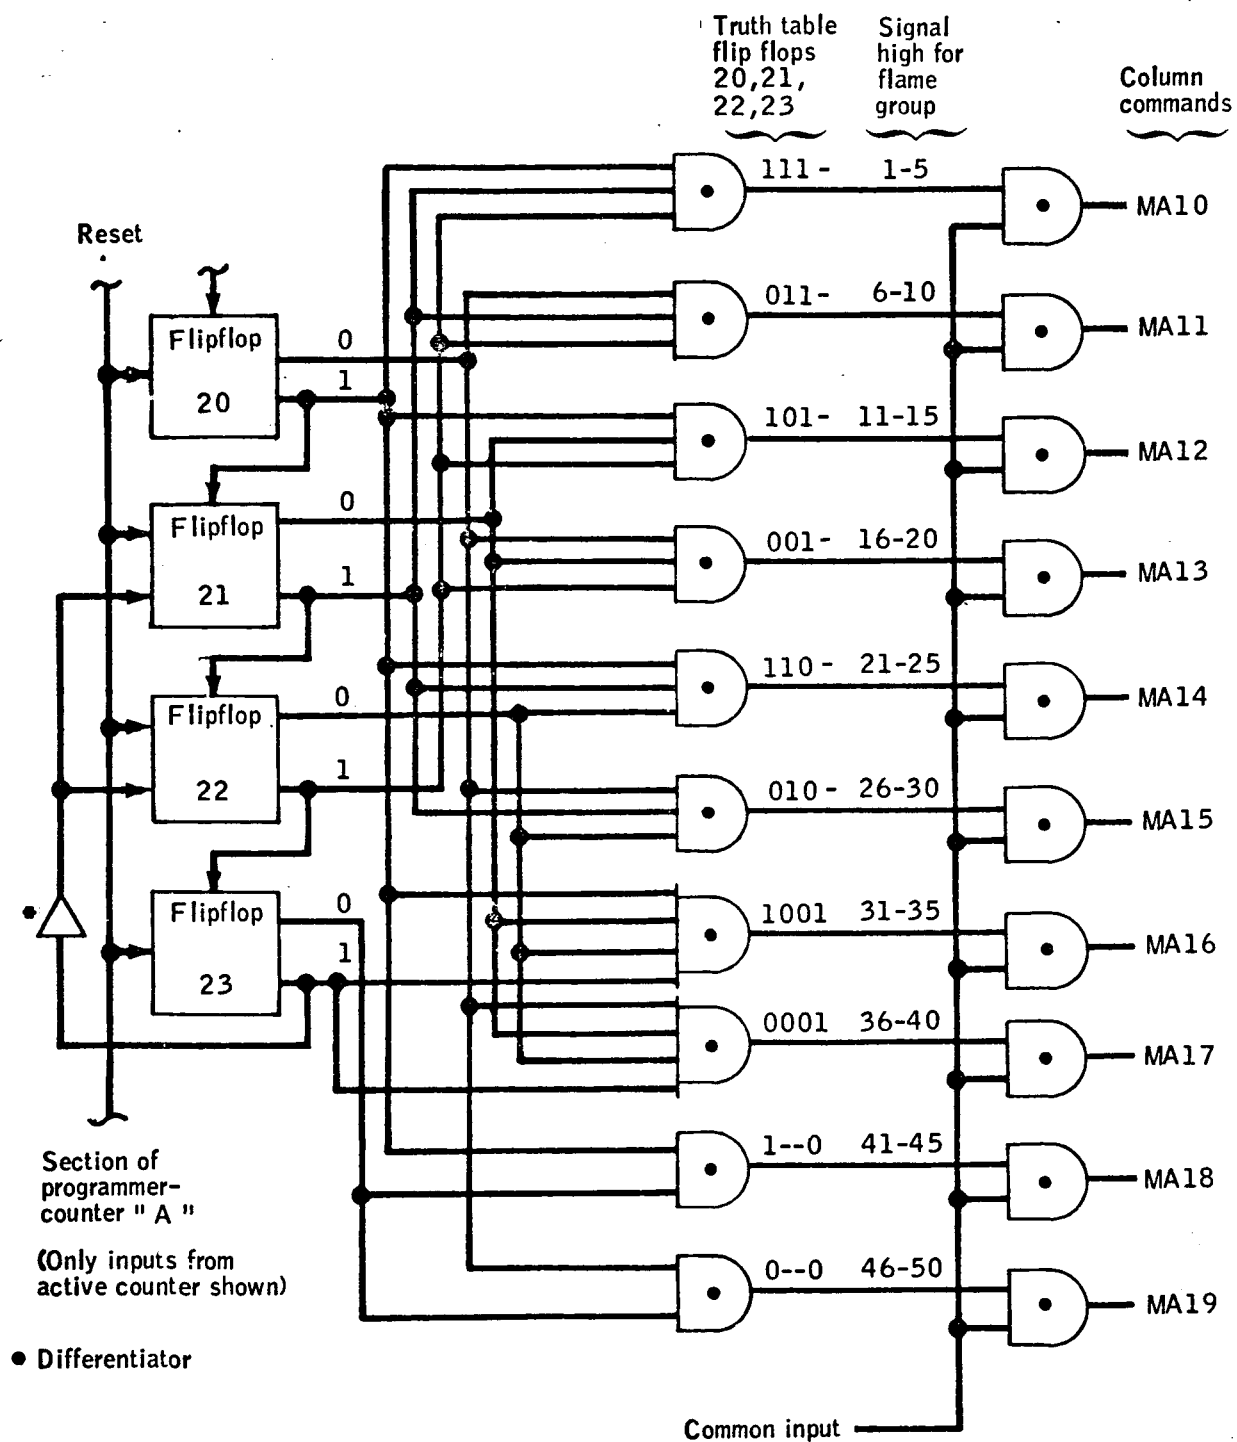 Truth table
flip flops
20,21,
22,23
Signal
high for
flame
group
Column
commands
Reset
111- 1-5 MA10
011- 6-10 MA11
101- 11-15 MA12
001- 16-20 MA13
110- 21-25 MA14
010- 26-30 MA15
1001 31-35 MA16
0001 36-40 MA17
1--0 41-45 MA18
0--0 46-50 MA19
Flipflop
20
0
1
Flipflop
21
0
1
Flipflop
22
0
1
Flipflop
23
0
1
Section of
programmer-
counter "A"
(Only inputs from
active counter shown)
• Differentiator
Common input